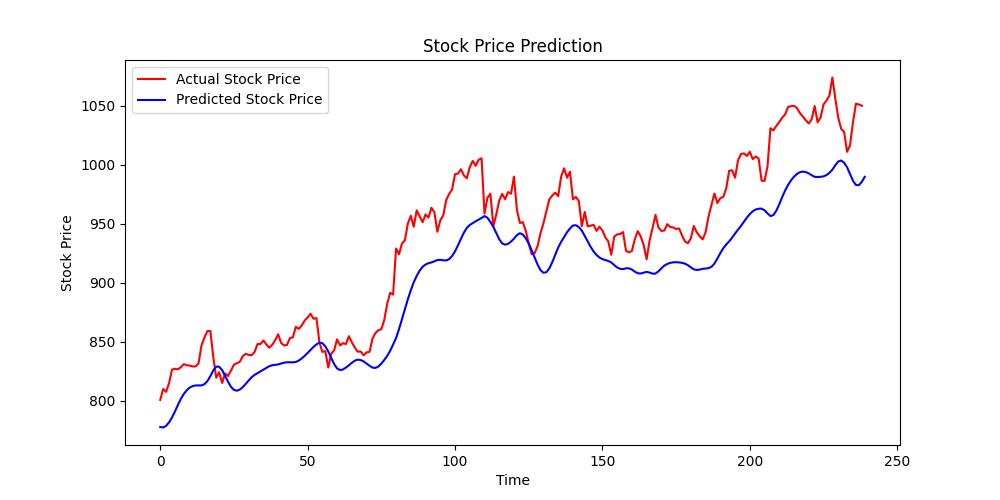 Stock Price Prediction
Actual Stock Price
Predicted Stock Price
Stock Price
1050
1000
950
900
850
800
0 50 100 150 200 250
Time